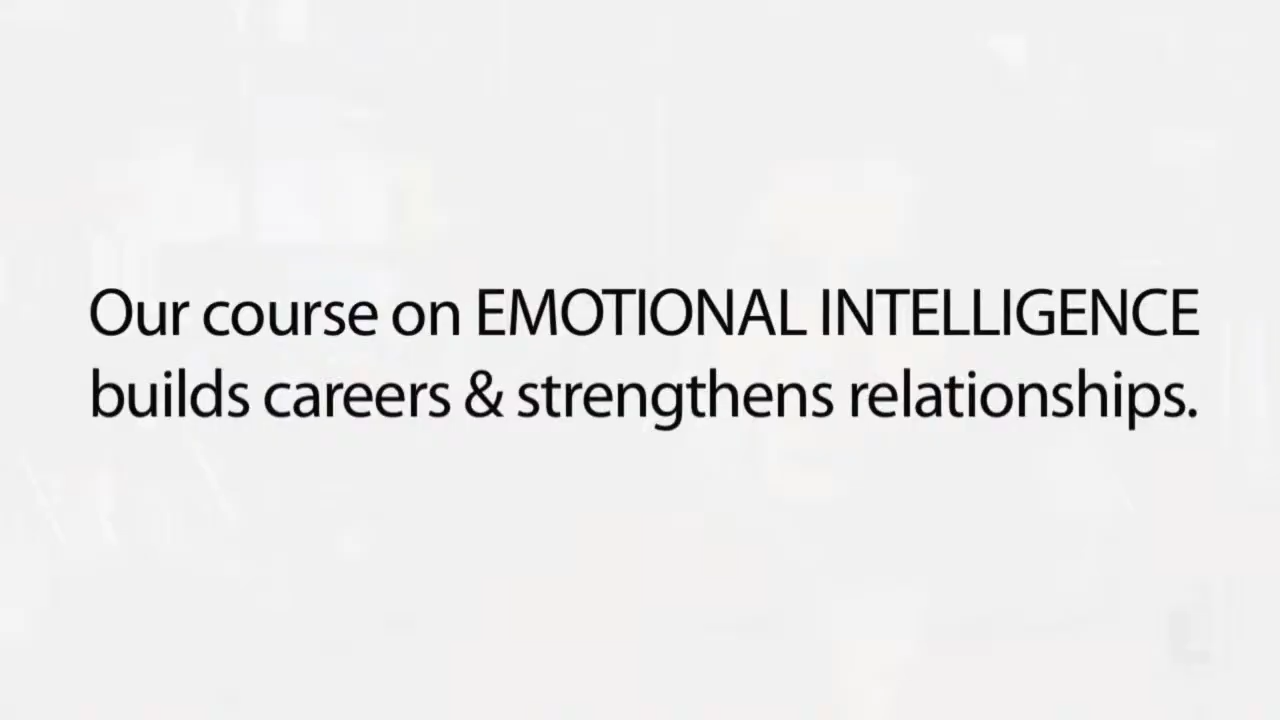 Our course on EMOTIONAL INTELLIGENCE
builds careers & strengthens relationships.